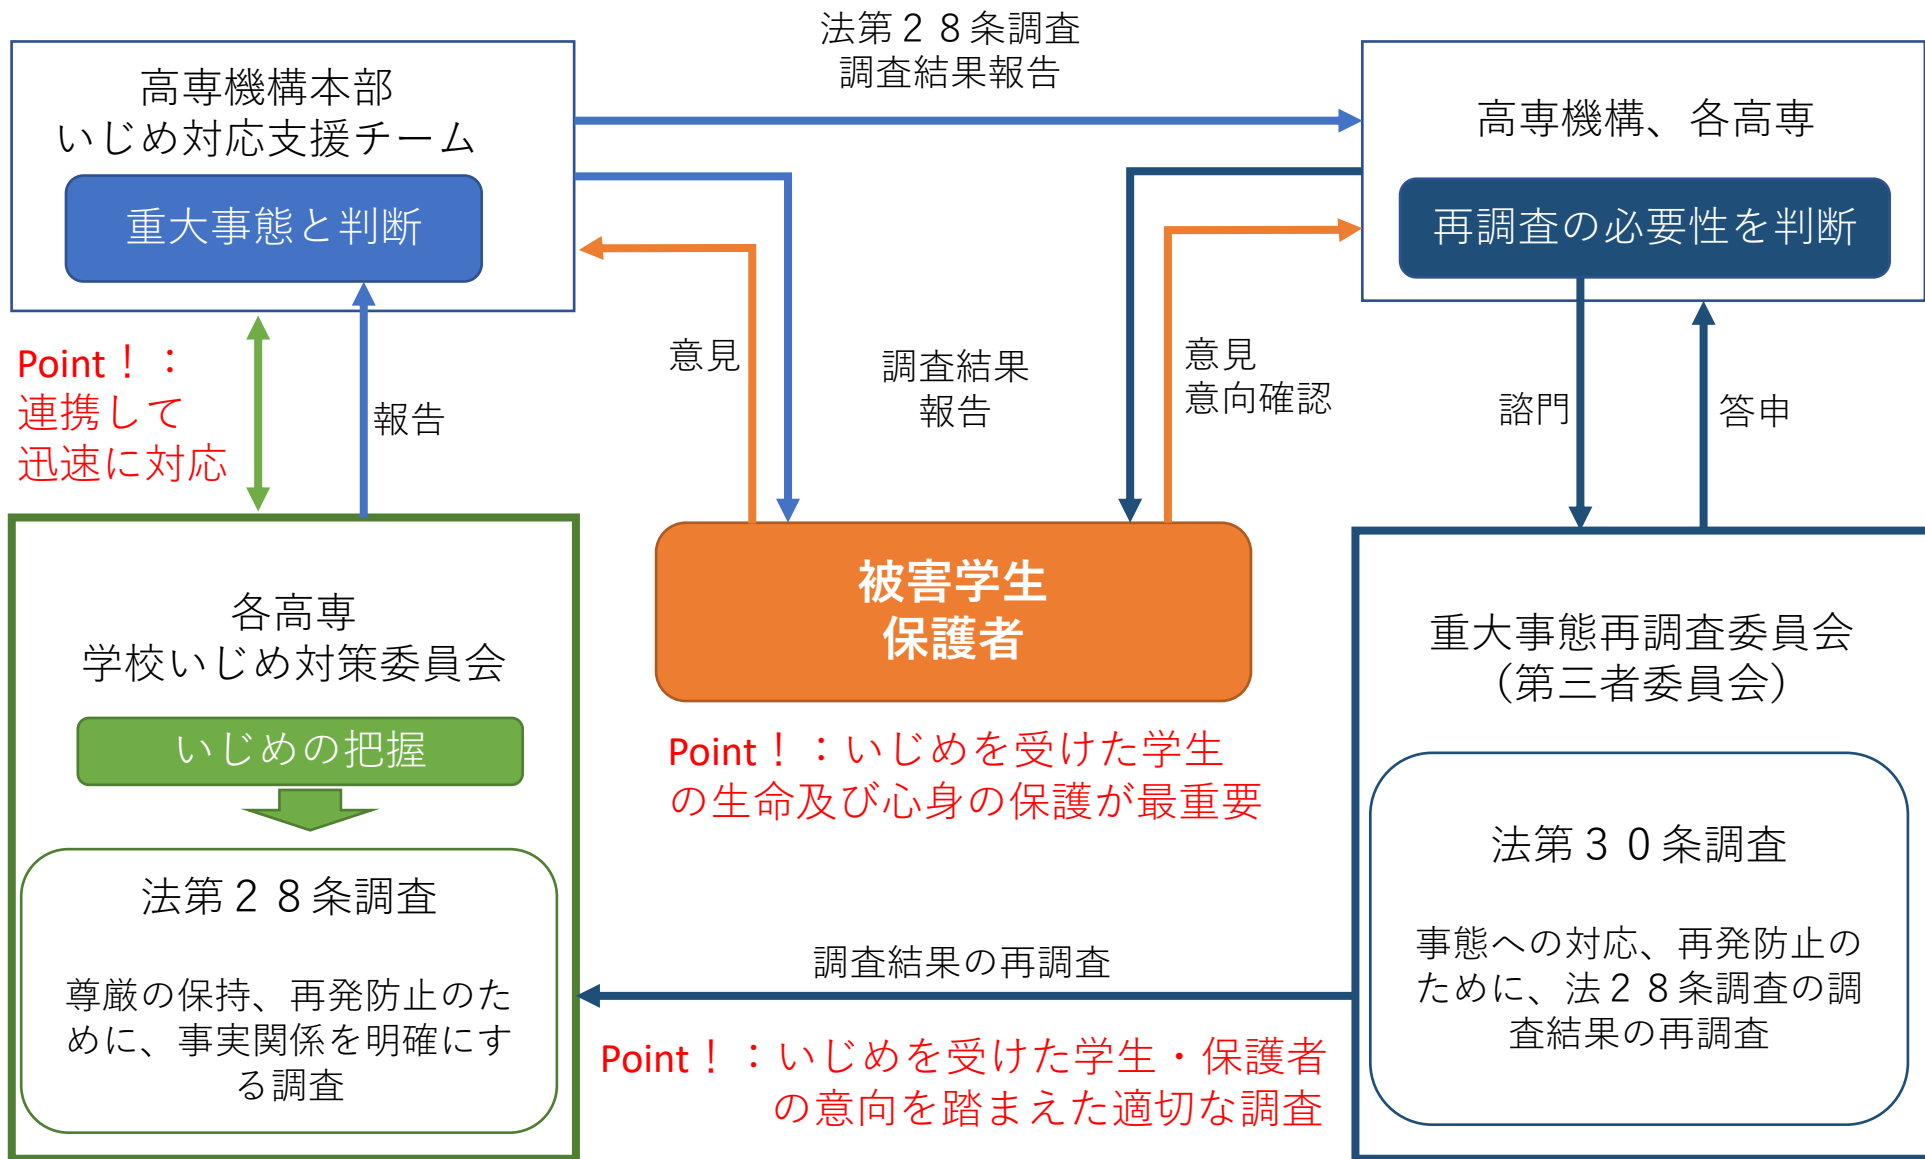 法第２８条調査
調査結果報告
高専機構本部
いじめ対応支援チーム
重大事態と判断
高専機構、各高専
再調査の必要性を判断
Point！：
連携して
迅速に対応
報告
意見
調査結果
報告
意見
意向確認
諮門
答申
被害学生
保護者
各高専
学校いじめ対策委員会
いじめの把握
法第２８条調査
尊厳の保持、再発防止のた
めに、事実関係を明確にす
る調査
Point！：いじめを受けた学生
の生命及び心身の保護が最重要
重大事態再調査委員会
（第三者委員会）
法第３０条調査
事態への対応、再発防止の
ために、法２８条調査の調
査結果の再調査
調査結果の再調査
Point！：いじめを受けた学生・保護者
の意向を踏まえた適切な調査